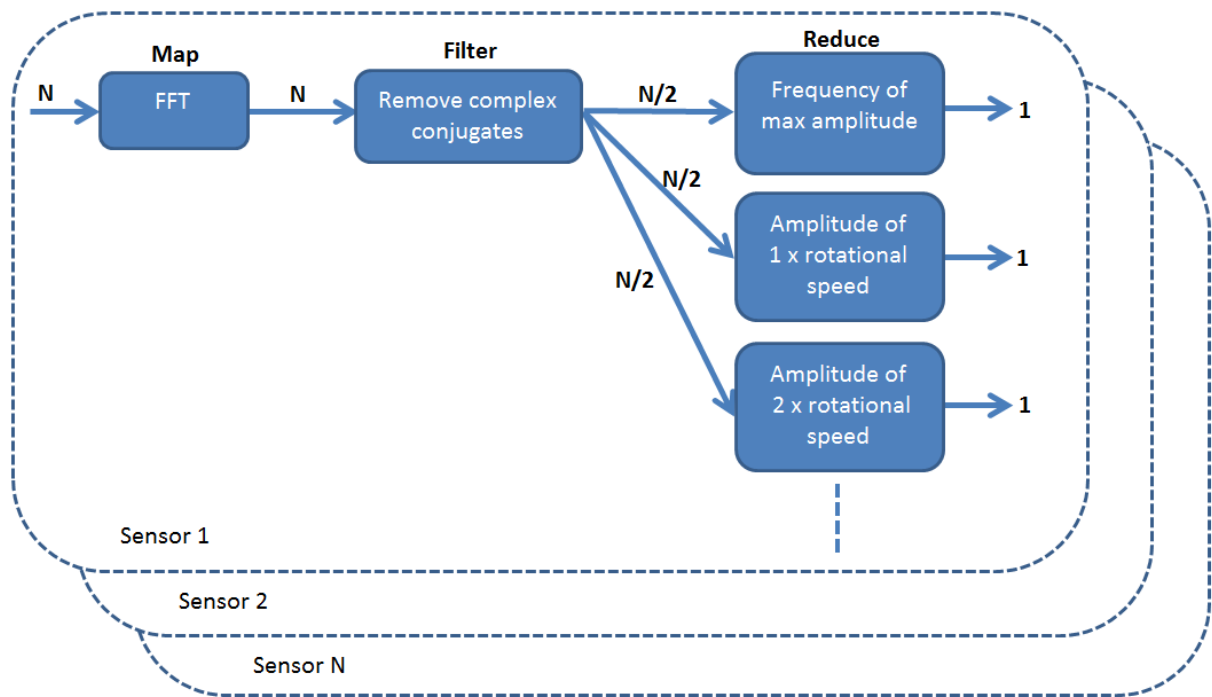 Map
Filter
Reduce
N
FFT
N
Remove complex
conjugates
N/2
Frequency of
max amplitude
1
N/2
Amplitude of
1 x rotational
speed
1
N/2
Amplitude of
2 x rotational
speed
1
Sensor 1
Sensor 2
Sensor N